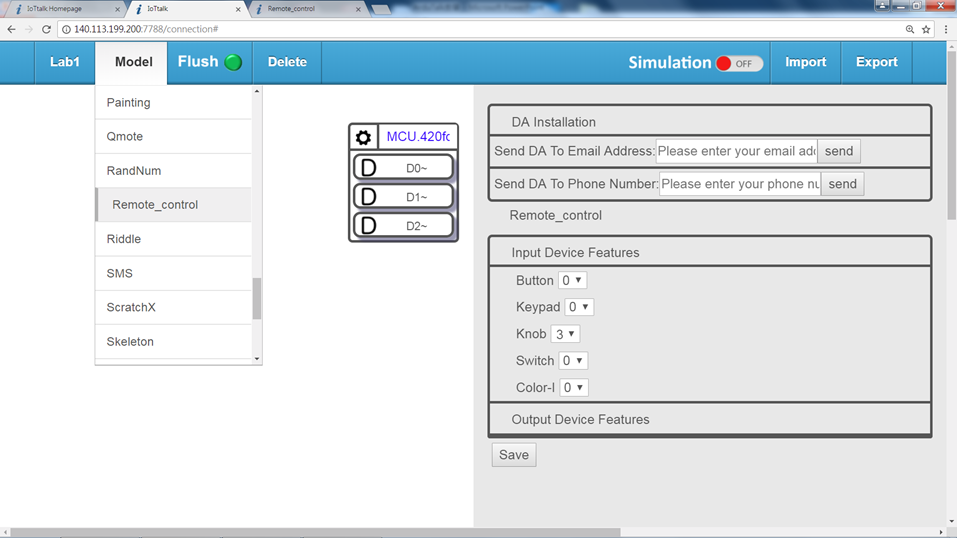 IoTtalk Homepage
IoTtalk
Remote_control
140.113.199.200:7788/connection#
Lab1
Model
Flush
Delete
Simulation
OFF
Import
Export
Painting
Qmote
RandNum
Remote_control
Riddle
SMS
ScratchX
Skeleton
MCU.420
D D0~
D D1~
D D2~
DA Installation
Send DA To Email Address: Please enter your email send
Send DA To Phone Number: Please enter your phone send
Remote_control
Input Device Features
Button 0
Keypad 0
Knob 3
Switch 0
Color-I 0
Output Device Features
Save